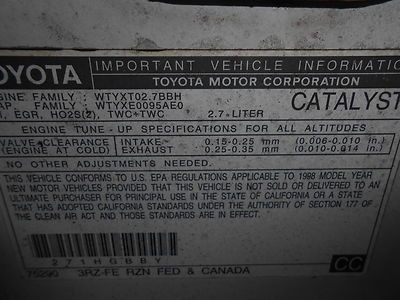 TOYOTA
IMPORTANT VEHICLE INFORMATION
TOYOTA MOTOR CORPORATION
ENGINE FAMILY : WTYXT02.7BBH
EVAP. FAMILY : WTYXE0095AE0
CATALYST
EGR, HO2S(2), TWC+TWC 2.7 LITER
ENGINE TUNE-UP SPECIFICATIONS FOR ALL ALTITUDES
VALVE CLEARANCE INTAKE 0.15-0.25 mm (0.006-0.010 in.)
(ENGINE AT COLD) EXHAUST 0.25-0.35 mm (0.010-0.014 in.)
NO OTHER ADJUSTMENTS NEEDED.
THIS VEHICLE CONFORMS TO U.S. EPA REGULATIONS APPLICABLE TO 1998 MODEL YEAR
NEW MOTOR VEHICLES PROVIDED THAT THIS VEHICLE IS ONLY INTRODUCED TO AN
ULTIMATE PURCHASER FOR PRINCIPAL USE IN THE STATE OF CALIFORNIA OR A STATE
THAT HAS ADOPTED CALIFORNIA STANDARDS UNDER THE AUTHORITY OF SECTION 177 OF
THE CLEAN AIR ACT AND THOSE STANDARDS ARE IN EFFECT.
271HGBBY
75290 3RZ-FE RZN FED & CANADA
CC